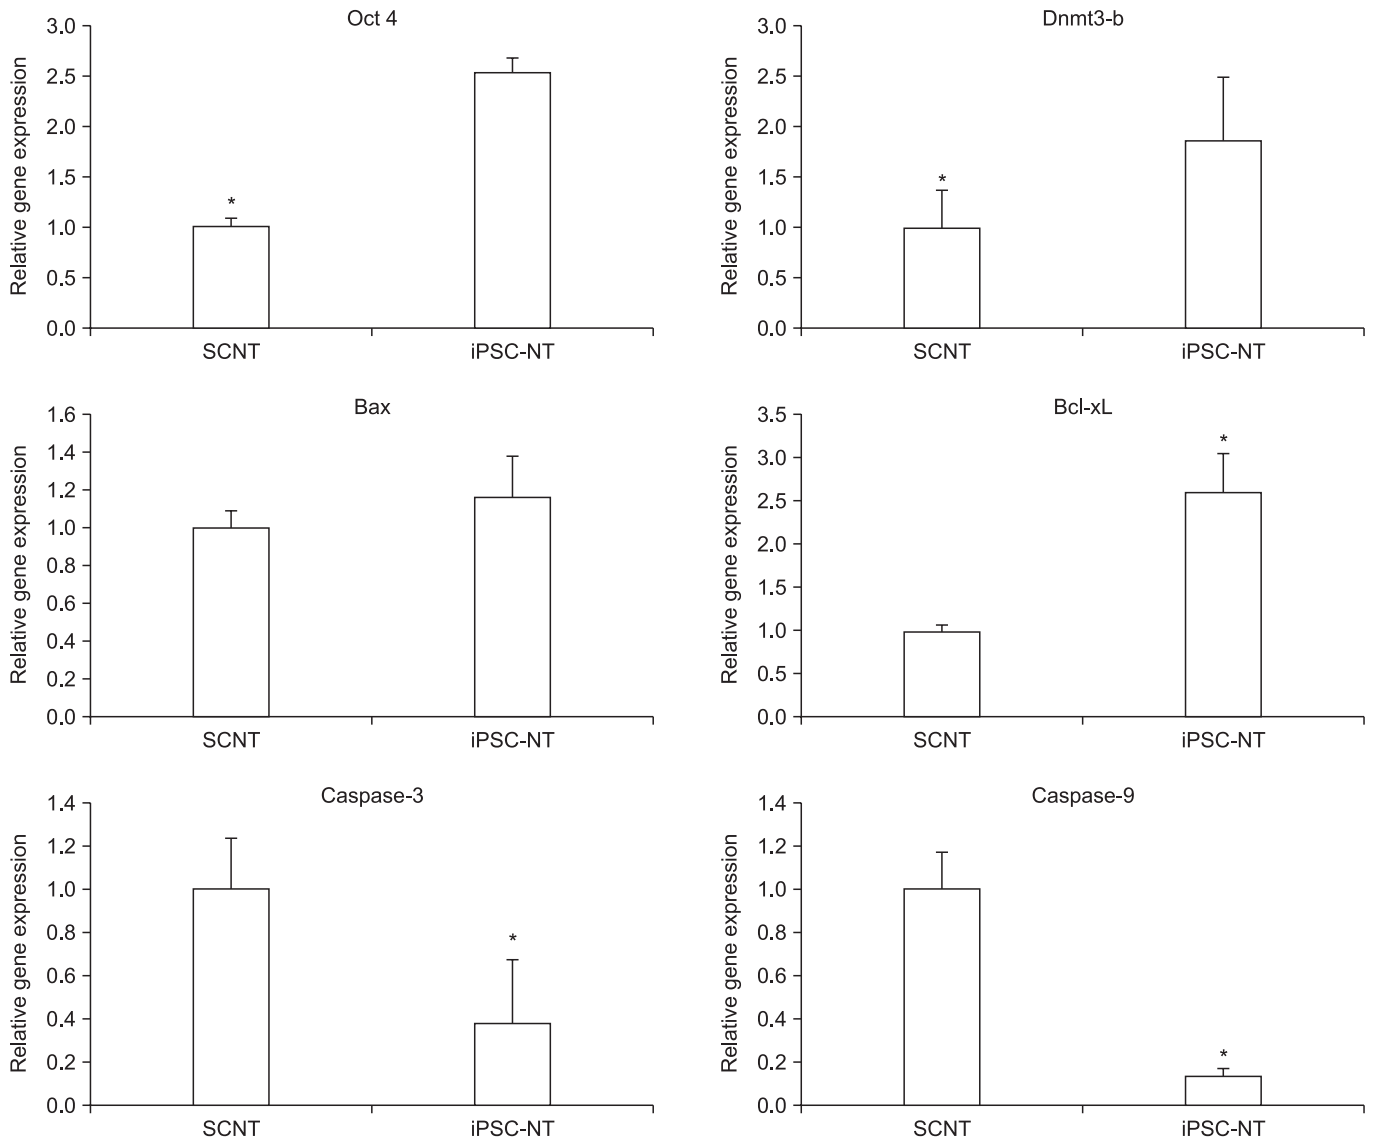 Oct 4
Relative gene expression
3.0
2.5
2.0
1.5
1.0
0.5
0.0
*
SCNT
iPSC-NT
Dnmt3-b
Relative gene expression
3.0
2.5
2.0
1.5
1.0
0.5
0.0
*
SCNT
iPSC-NT
Bax
Relative gene expression
1.6
1.4
1.2
1.0
0.8
0.6
0.4
0.2
0.0
SCNT
iPSC-NT
Bcl-xL
Relative gene expression
3.5
3.0
2.5
2.0
1.5
1.0
0.5
0.0
*
SCNT
iPSC-NT
Caspase-3
Relative gene expression
1.4
1.2
1.0
0.8
0.6
0.4
0.2
0.0
*
SCNT
iPSC-NT
Caspase-9
Relative gene expression
1.4
1.2
1.0
0.8
0.6
0.4
0.2
0.0
*
SCNT
iPSC-NT